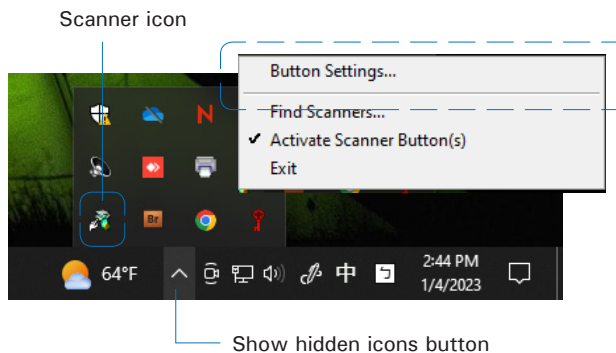 Scanner icon
Button Settings...
Find Scanners...
✔ Activate Scanner Button(s)
Exit
N
Br
64°F
中
ㄅ
2:44 PM
1/4/2023
Show hidden icons button